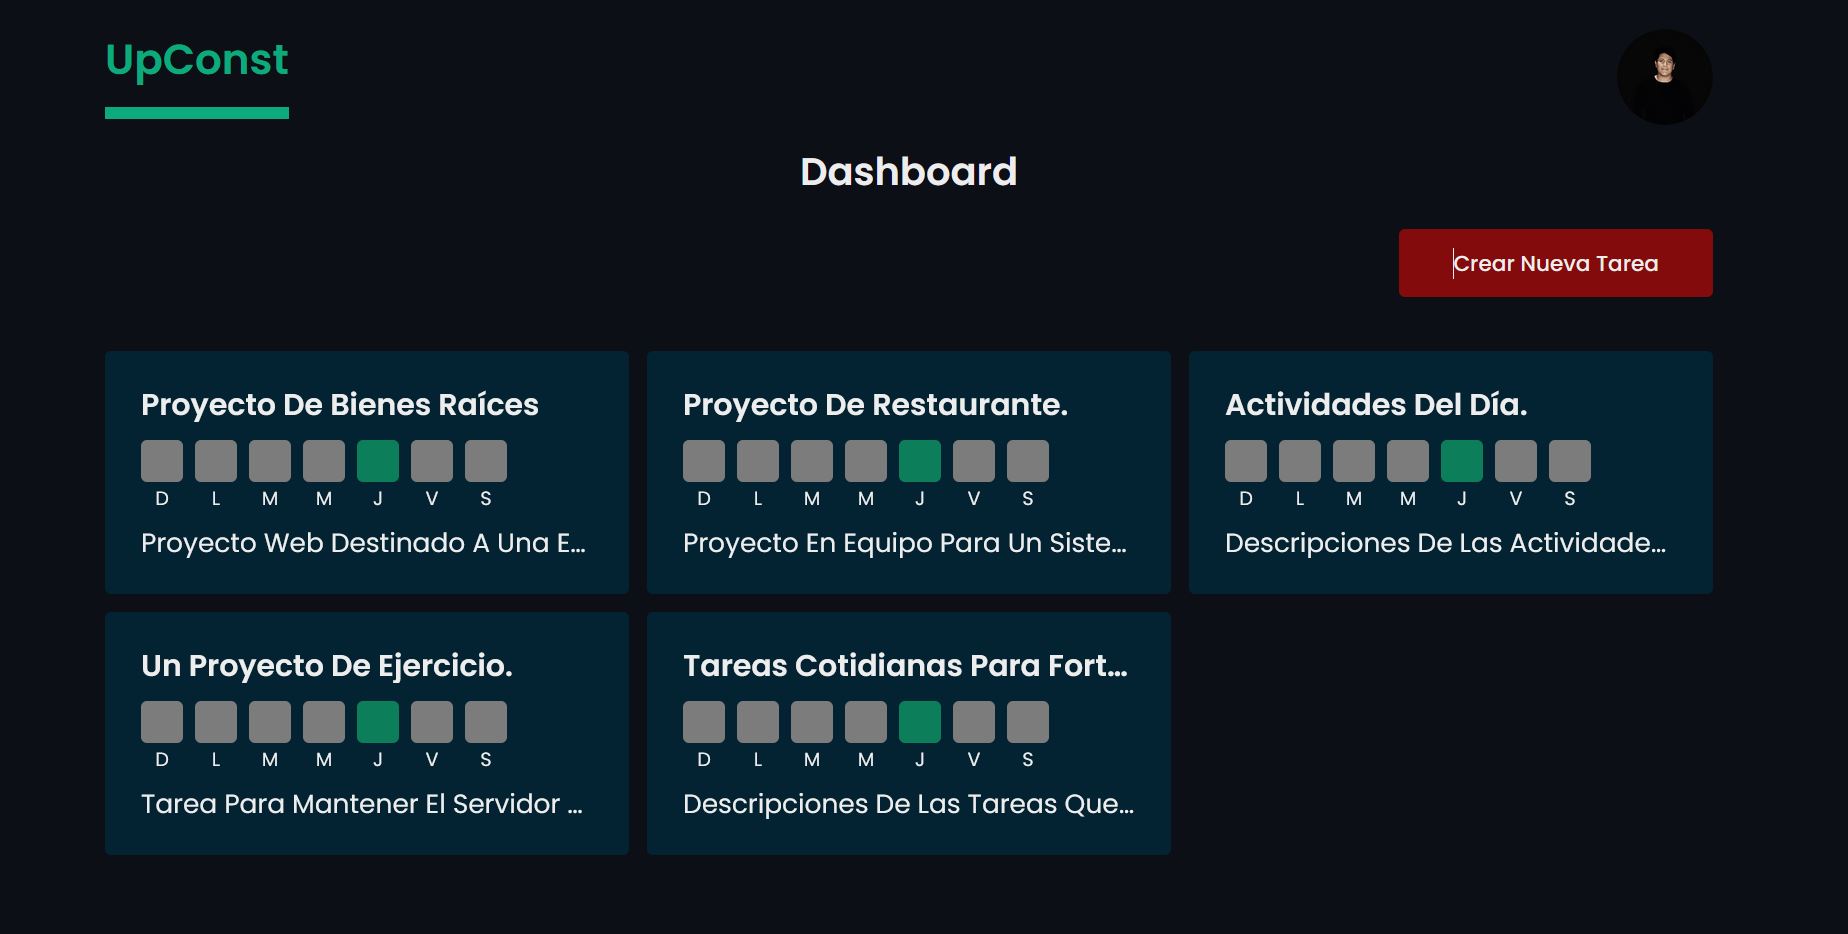 UpConst
Dashboard
Crear Nueva Tarea
Proyecto De Bienes Raíces
D L M M J V S
Proyecto Web Destinado A Una E...
Proyecto De Restaurante.
D L M M J V S
Proyecto En Equipo Para Un Siste...
Actividades Del Día.
D L M M J V S
Descripciones De Las Actividade...
Un Proyecto De Ejercicio.
D L M M J V S
Tarea Para Mantener El Servidor ...
Tareas Cotidianas Para Fort...
D L M M J V S
Descripciones De Las Tareas Que...